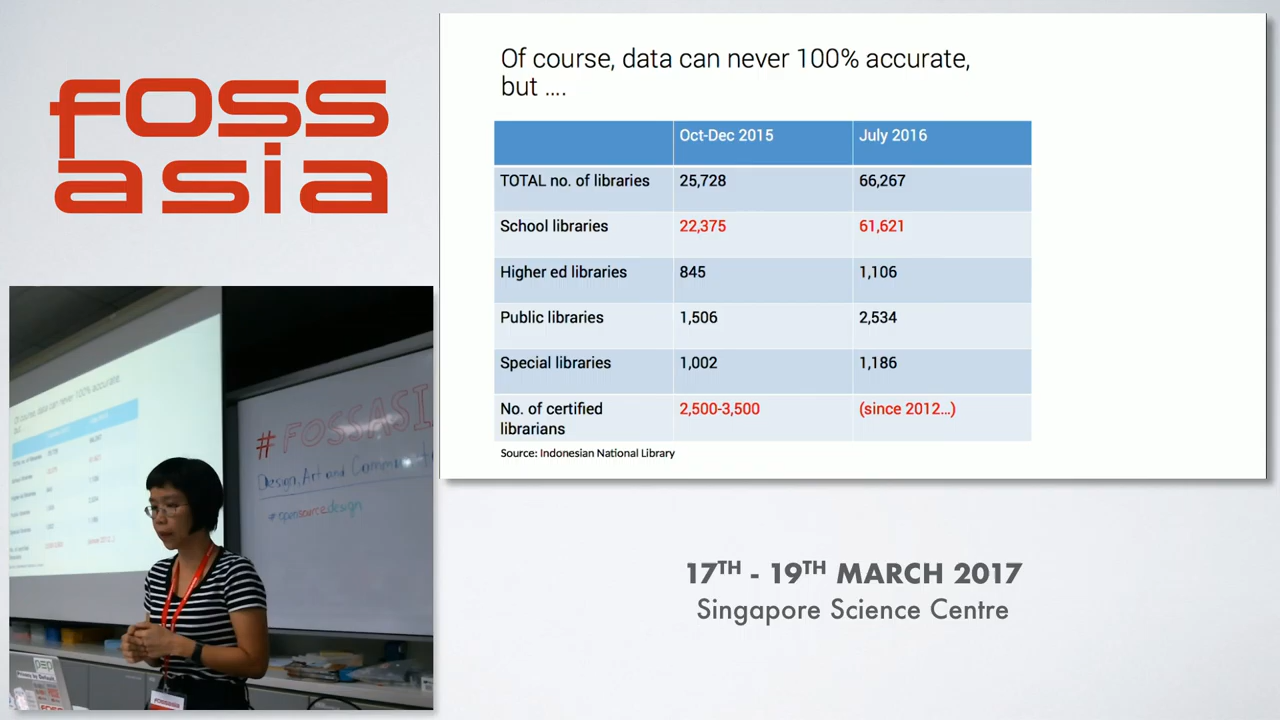 foss
asia
Of course, data can never 100% accurate,
but ....
Oct-Dec 2015 July 2016
TOTAL no. of libraries 25,728 66,267
School libraries 22,375 61,621
Higher ed libraries 845 1,106
Public libraries 1,506 2,534
Special libraries 1,002 1,186
No. of certified librarians 2,500-3,500 (since 2012...)
Source: Indonesian National Library
# FOSSASI
Design, Art and Communit
#opensourcedesign
FOSSASIA
17TH - 19TH MARCH 2017
Singapore Science Centre